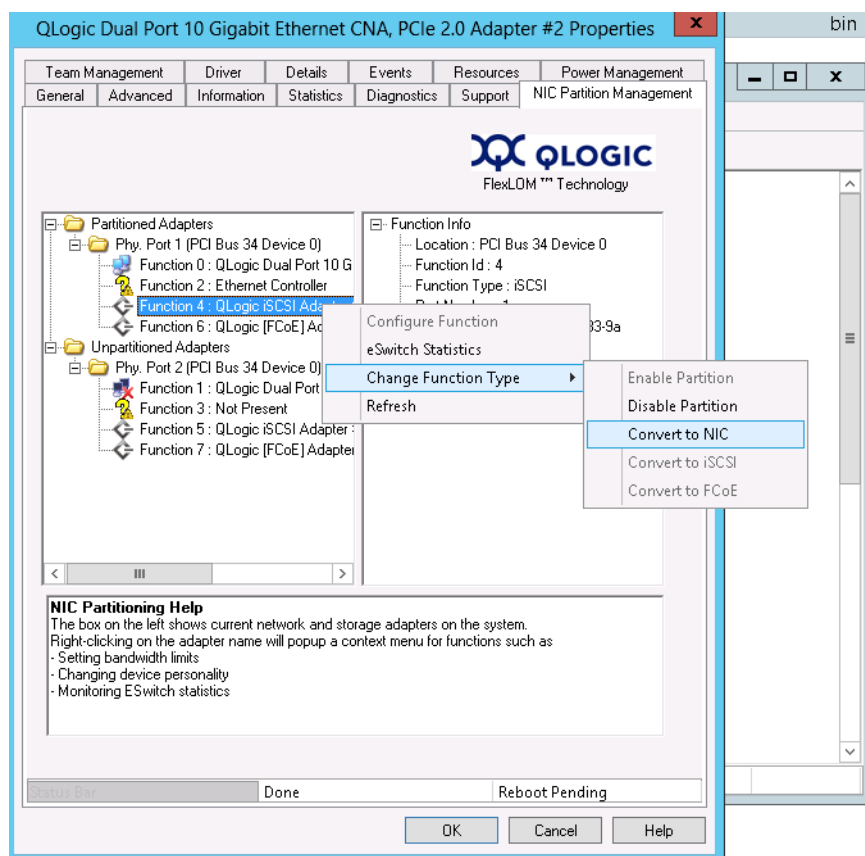 QLogic Dual Port 10 Gigabit Ethernet CNA, PCIe 2.0 Adapter #2 Properties
x
bin
Team Management Driver Details Events Resources Power Management
General Advanced Information Statistics Diagnostics Support NIC Partition Management
x
QLOGIC
FlexLOM ™ Technology
Partitioned Adapters
Phy. Port 1 (PCI Bus 34 Device 0)
Function 0 : QLogic Dual Port 10 G
Function 2 : Ethernet Controller
Function 4 : QLogic iSCSI
Function 6 : QLogic [FCoE]
Unpartitioned Adapters
Phy. Port 2 (PCI Bus 34 Device 0)
Function 1 : QLogic Dual Port
Function 3 : Not Present
Function 5 : QLogic iSCSI Adapter
Function 7 : QLogic [FCoE] Adapter
Function Info
Location : PCI Bus 34 Device 0
Function Id : 4
Function Type : iSCSI
33-9a
Configure Function
eSwitch Statistics
Change Function Type
Refresh
Enable Partition
Disable Partition
Convert to NIC
Convert to iSCSI
Convert to FCoE
NIC Partitioning Help
The box on the left shows current network and storage adapters on the system.
Right-clicking on the adapter name will popup a context menu for functions such as
- Setting bandwidth limits
- Changing device personality
- Monitoring ESwitch statistics
Status Bar Done Reboot Pending
OK Cancel Help